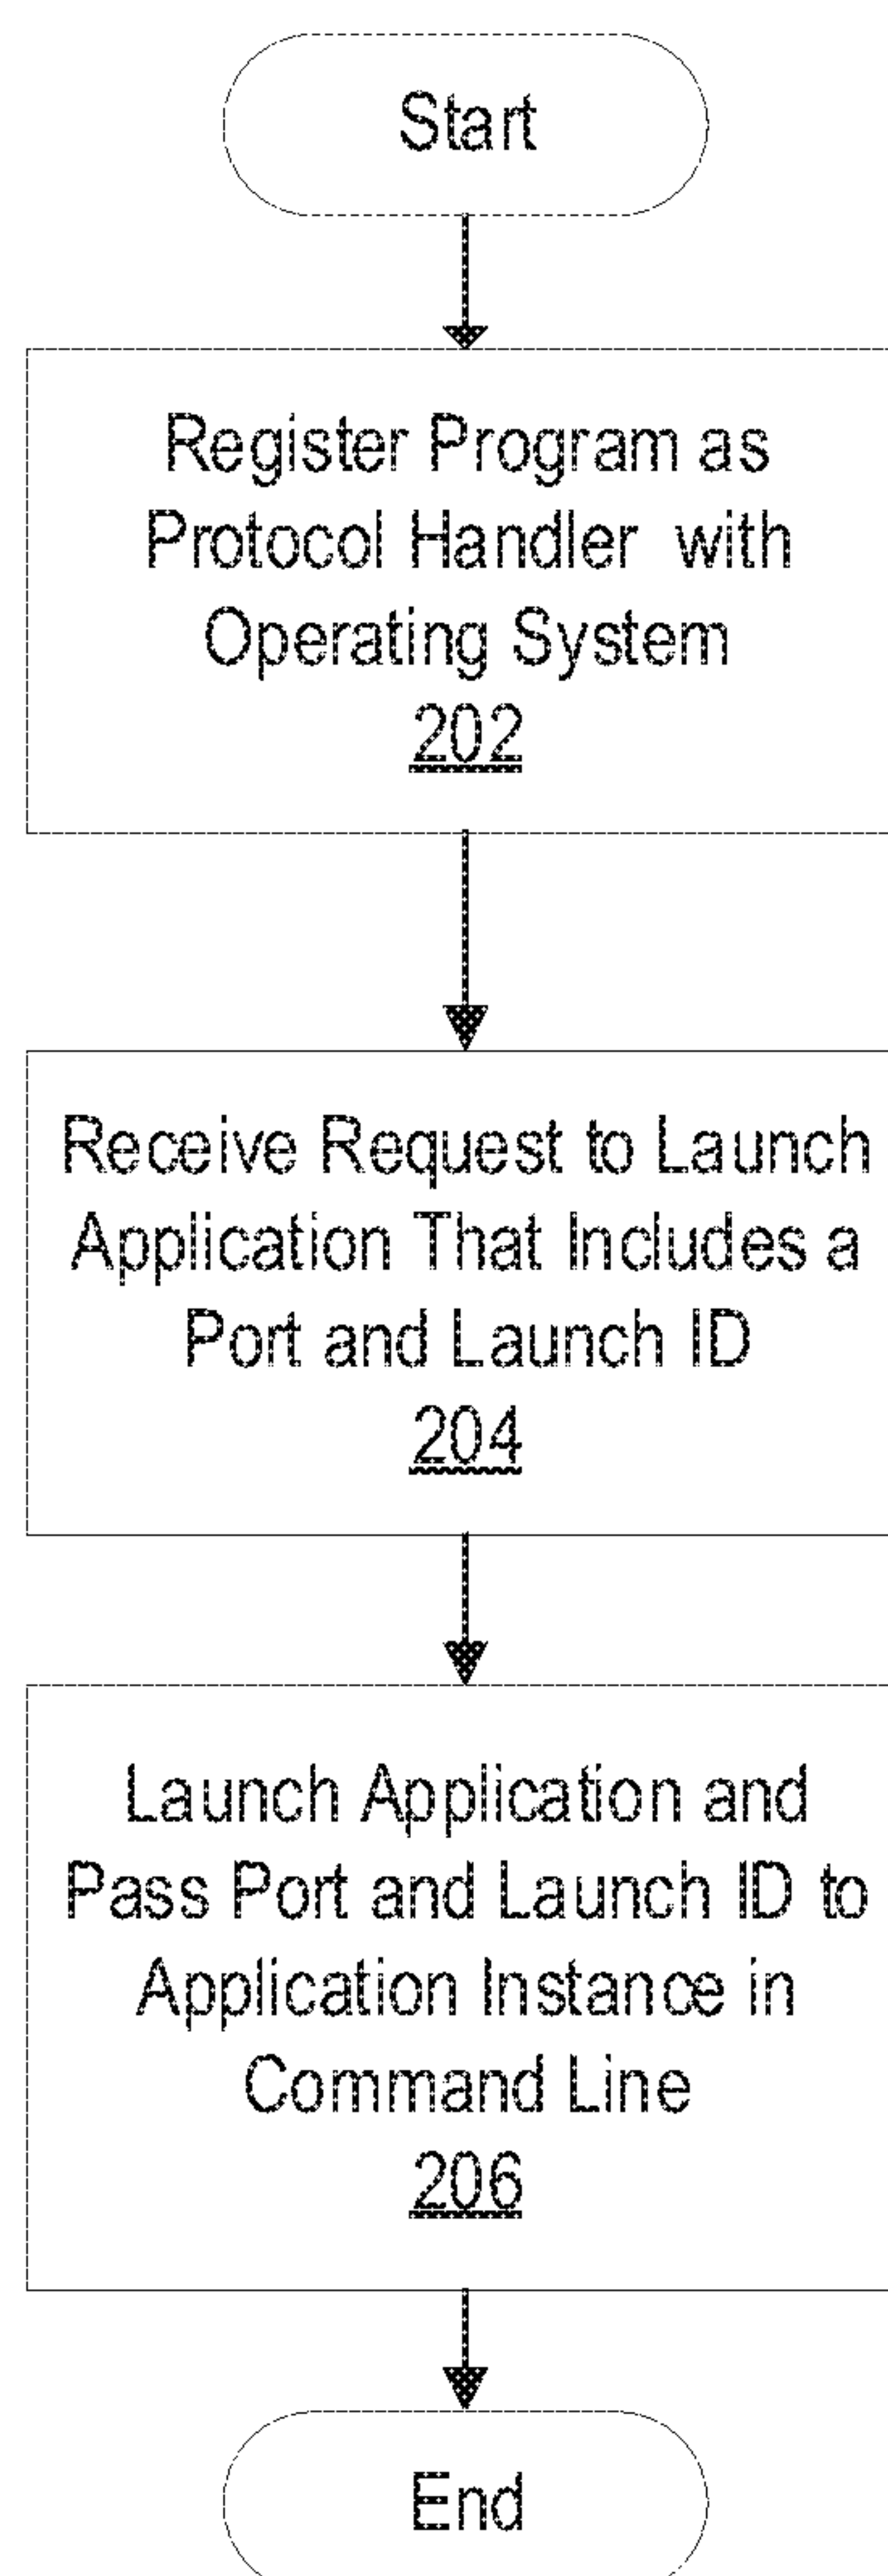 Start
Register Program as
Protocol Handler with
Operating System
202
Receive Request to Launch
Application That Includes a
Port and Launch ID
204
Launch Application and
Pass Port and Launch ID to
Application Instance in
Command Line
206
End